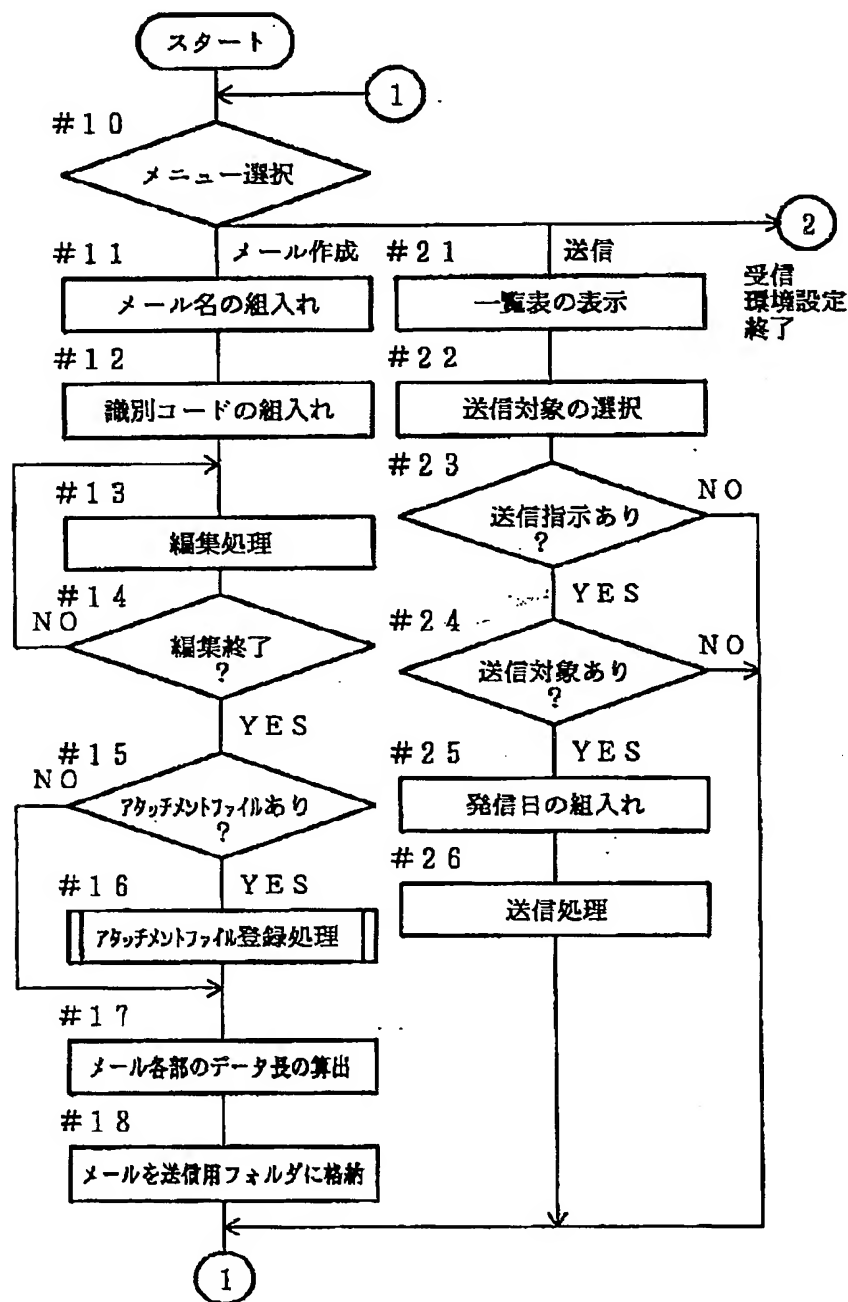 スタート
1
#10
メニュー選択
2
#11
メール作成
#21
送信
受信
環境設定
終了
メール名の組入れ
一覧表の表示
#12
#22
識別コードの組入れ
送信対象の選択
#13
#23
編集処理
送信指示あり
?
NO
#14
YES
NO
編集終了
?
#24
送信対象あり
?
NO
YES
#15
NO
アタッチメントファイルあり
?
#25
YES
発信日の組入れ
#16
YES
#26
アタッチメントファイル登録処理
送信処理
#17
メール各部のデータ長の算出
#18
メールを送信用フォルダに格納
1